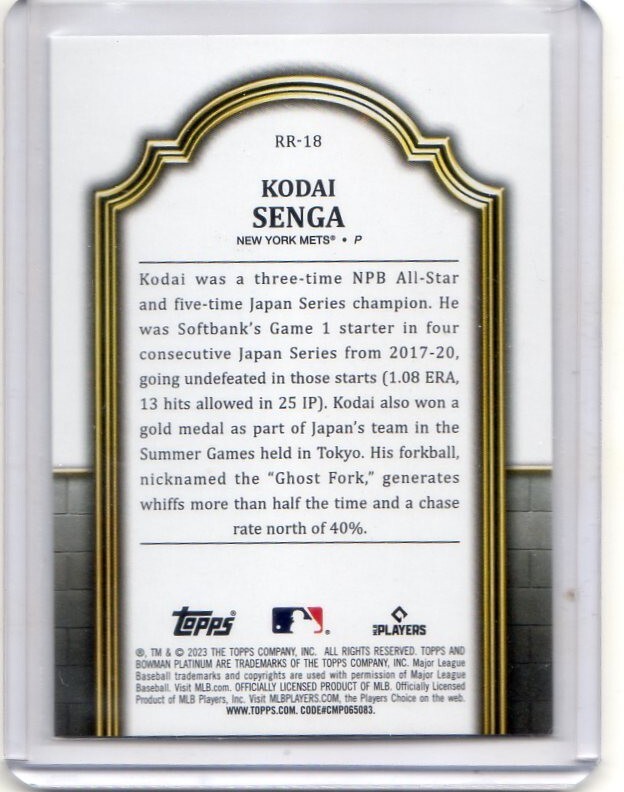 RR-18
KODAI
SENGA
NEW YORK METS® • P
Kodai was a three-time NPB All-Star
and five-time Japan Series champion. He
was Softbank's Game 1 starter in four
consecutive Japan Series from 2017-20,
going undefeated in those starts (1.08 ERA,
13 hits allowed in 25 IP). Kodai also won a
gold medal as part of Japan's team in the
Summer Games held in Tokyo. His forkball,
nicknamed the "Ghost Fork," generates
whiffs more than half the time and a chase
rate north of 40%.
Topps® ® MLB PLAYERS
®, TM & © 2023 THE TOPPS COMPANY, INC. ALL RIGHTS RESERVED. TOPPS AND
BOWMAN PLATINUM ARE TRADEMARKS OF THE TOPPS COMPANY, INC. Major League
Baseball trademarks and copyrights are used with permission of Major League
Baseball. Visit MLB.com. OFFICIALLY LICENSED PRODUCT OF MLB. Officially Licensed
Product of MLB Players, Inc. Visit MLBPLAYERS.COM, the Players Choice on the web.
WWW.TOPPS.COM. CODE#CMP065083.